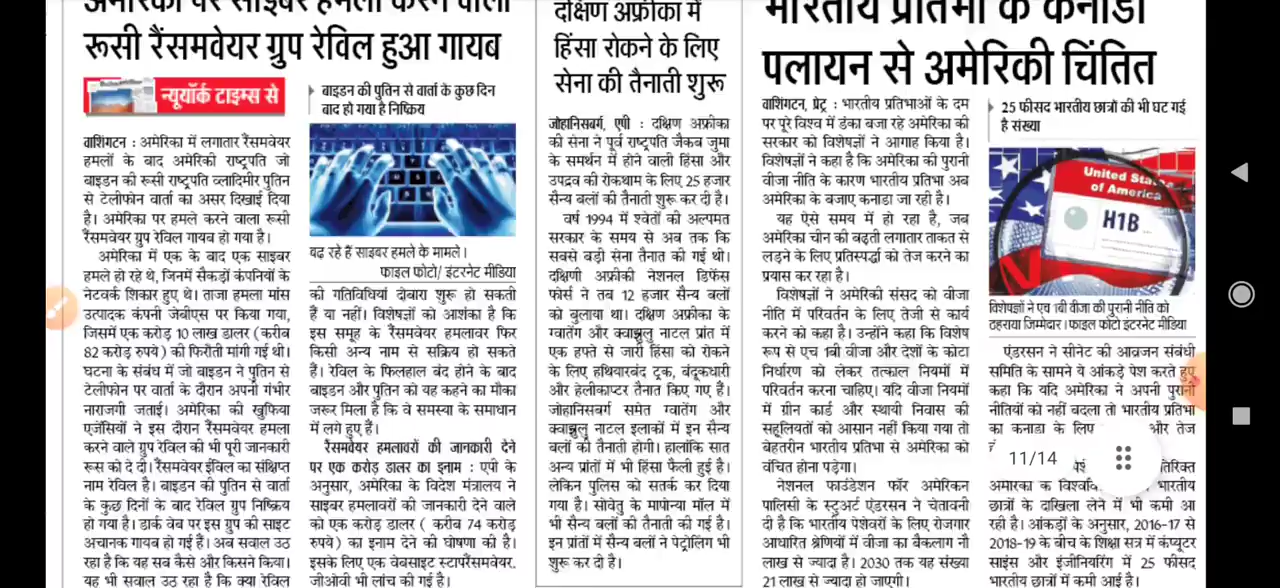 अमेरिका पर साइबर हमला करने वाला
रूसी रैंसमवेयर ग्रुप रेविल हुआ गायब
न्यूयॉर्क टाइम्स से
वाशिंगटन : अमेरिका में लगातार रैंसमवेयर
हमलों के बाद अमेरिकी राष्ट्रपति जो
बाइडन की रूसी राष्ट्रपति व्लादिमीर पुतिन
से टेलीफोन वार्ता का असर दिखाई दिया
है। अमेरिका पर हमले करने वाला रूसी
रैंसमवेयर ग्रुप रेविल गायब हो गया है।
अमेरिका में एक के बाद एक साइबर
हमले हो रहे थे, जिनमें सैकड़ों कंपनियों के
नेटवर्क शिकार हुए थे। ताजा हमला मांस
उत्पादक कंपनी जेबीएस पर किया गया,
जिसमें एक करोड़ 10 लाख डालर (करीब
82 करोड़ रुपये) की फिरौती मांगी गई थी।
घटना के संबंध में जो बाइडन ने पुतिन से
टेलीफोन पर वार्ता के दौरान अपनी गंभीर
नाराजगी जताई। अमेरिका की खुफिया
एजेंसियों ने इस दौरान रैंसमवेयर हमला
करने वाले ग्रुप रेविल की भी पूरी जानकारी
रूस को दे दी। रैंसमवेयर ईविल का संक्षिप्त
नाम रेविल है। बाइडन की पुतिन से वार्ता
के कुछ दिनों के बाद रेविल ग्रुप निष्क्रिय
हो गया है। डार्क वेब पर इस ग्रुप की साइट
अचानक गायब हो गई हैं। अब सवाल उठ
रहा है कि यह सब कैसे और किसने किया।
यह भी सवाल उठ रहा है कि क्या रेविल
बाइडन की पुतिन से वार्ता के कुछ दिन
बाद हो गया है निष्क्रिय
बढ़ रहे हैं साइबर हमले के मामले।
फाइल फोटो/ इंटरनेट मीडिया
की गतिविधियां दोबारा शुरू हो सकती
हैं या नहीं। विशेषज्ञों को आशंका है कि
इस समूह के रैंसमवेयर हमलावर फिर
किसी अन्य नाम से सक्रिय हो सकते
हैं। रेविल के फिलहाल बंद होने के बाद
बाइडन और पुतिन को यह कहने का मौका
जरूर मिला है कि वे समस्या के समाधान
में लगे हुए हैं।
रैंसमवेयर हमलावरों की जानकारी देने
पर एक करोड़ डालर का इनाम : एपी के
अनुसार, अमेरिका के विदेश मंत्रालय ने
साइबर हमलावरों की जानकारी देने वाले
को एक करोड़ डालर ( करीब 74 करोड़
रुपये) का इनाम देने की घोषणा की है।
इसके लिए एक वेबसाइट स्टापरैंसमवेयर.
जीओवी भी लांच की गई है।
दक्षिण अफ्रीका में
हिंसा रोकने के लिए
सेना की तैनाती शुरू
जोहानिसबर्ग, एपी : दक्षिण अफ्रीका
की सेना ने पूर्व राष्ट्रपति जैकब जुमा
के समर्थन में होने वाली हिंसा और
उपद्रव की रोकथाम के लिए 25 हजार
सैन्य बलों की तैनाती शुरू कर दी है।
वर्ष 1994 में श्वेतों की अल्पमत
सरकार के समय से अब तक कि
सबसे बड़ी सेना तैनात की गई थी।
दक्षिणी अफ्रीकी नेशनल डिफेंस
फोर्स ने तब 12 हजार सैन्य बलों
को बुलाया था। दक्षिण अफ्रीका के
ग्वातेंग और क्वाझुलु नाटल प्रांत में
एक हफ्ते से जारी हिंसा को रोकने
के लिए हथियारबंद ट्रक, बंदूकधारी
और हेलीकाप्टर तैनात किए गए हैं।
जोहानिसबर्ग समेत ग्वातेंग और
क्वाझुलु नाटल इलाकों में इन सैन्य
बलों की तैनाती होगी। हालांकि सात
अन्य प्रांतों में भी हिंसा फैली हुई है।
लेकिन पुलिस को सतर्क कर दिया
गया है। सोवेतु के मापोन्या मॉल में
भी सैन्य बलों की तैनाती की गई है।
इन प्रांतों में सैन्य बलों ने पेट्रोलिंग भी
शुरू कर दी है।
भारतीय प्रतिभा के कनाडा
पलायन से अमेरिकी चिंतित
वाशिंगटन, प्रेट्र : भारतीय प्रतिभाओं के दम
पर पूरे विश्व में डंका बजा रहे अमेरिका की
सरकार को विशेषज्ञों ने आगाह किया है।
विशेषज्ञों ने कहा है कि अमेरिका की पुरानी
वीजा नीति के कारण भारतीय प्रतिभा अब
अमेरिका के बजाए कनाडा जा रही है।
यह ऐसे समय में हो रहा है, जब
अमेरिका चीन की बढ़ती लगातार ताकत से
लड़ने के लिए प्रतिस्पर्द्धा को तेज करने का
प्रयास कर रहा है।
विशेषज्ञों ने अमेरिकी संसद को वीजा
नीति में परिवर्तन के लिए तेजी से कार्य
करने को कहा है। उन्होंने कहा कि विशेष
रूप से एच 1बी वीजा और देशों के कोटा
निर्धारण को लेकर तत्काल नियमों में
परिवर्तन करना चाहिए। यदि वीजा नियमों
में ग्रीन कार्ड और स्थायी निवास की
सहूलियतों को आसान नहीं किया गया तो
बेहतरीन भारतीय प्रतिभा से अमेरिका को
वंचित होना पड़ेगा।
नेशनल फाउंडेशन फॉर अमेरिकन
पालिसी के स्टुअर्ट एंडरसन ने चेतावनी
दी है कि भारतीय पेशेवरों के लिए रोजगार
आधारित श्रेणियों में वीजा का बैकलाग नौ
लाख से ज्यादा है। 2030 तक यह संख्या
21 लाख से ज्यादा हो जाएगी।
25 फीसद भारतीय छात्रों की भी घट गई
है संख्या
United Sta
of America
H1B
विशेषज्ञों ने एच 1बी वीजा की पुरानी नीति को
ठहराया जिम्मेदार। फाइल फोटो इंटरनेट मीडिया
एंडरसन ने सीनेट की आव्रजन संबंधी
समिति के सामने ये आंकड़े पेश करते हुए
कहा कि यदि अमेरिका ने अपनी पुरानी
नीतियों को नहीं बदला तो भारतीय प्रतिभा
का कनाडा के लिए और तेज
11/14
अमेरिका के भारतीय
छात्रों के दाखिला लेने में भी कमी आ
रही है। आंकड़ों के अनुसार, 2016-17 से
2018-19 के बीच के शिक्षा सत्र में कंप्यूटर
साइंस और इंजीनियरिंग में 25 फीसद
भारतीय छात्रों में कमी आई है।